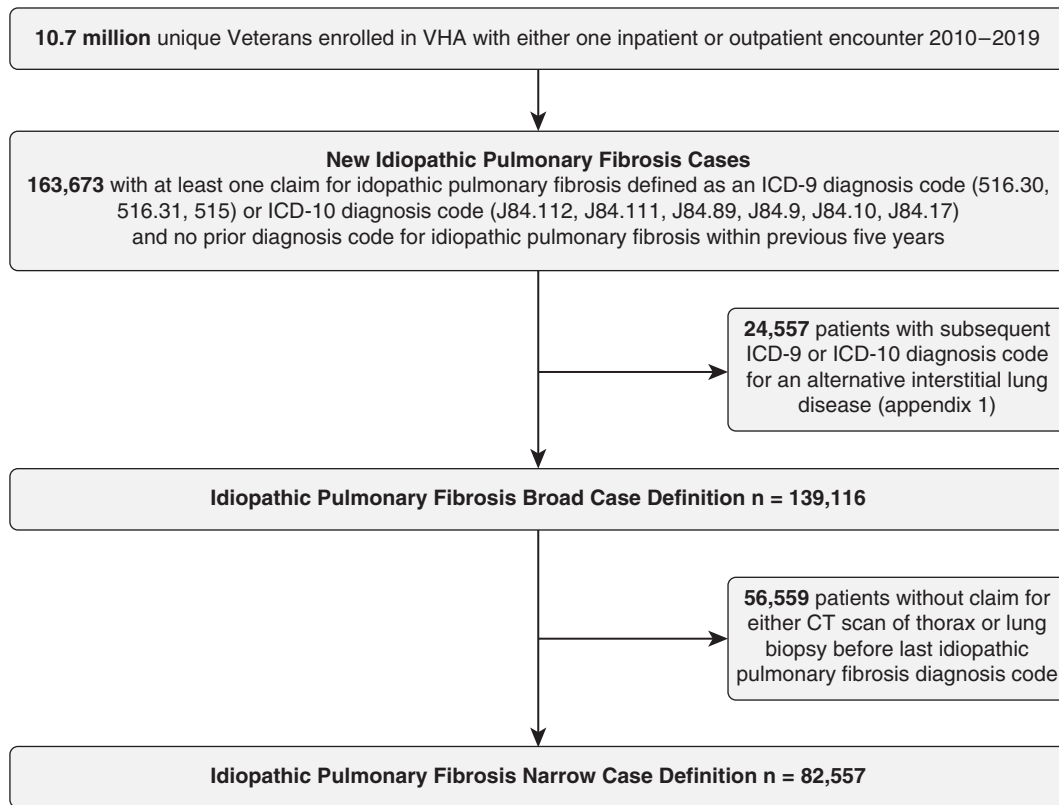 10.7 million unique Veterans enrolled in VHA with either one inpatient or outpatient encounter 2010–2019
New Idiopathic Pulmonary Fibrosis Cases
163,673 with at least one claim for idopathic pulmonary fibrosis defined as an ICD-9 diagnosis code (516.30,
516.31, 515) or ICD-10 diagnosis code (J84.112, J84.111, J84.89, J84.9, J84.10, J84.17)
and no prior diagnosis code for idiopathic pulmonary fibrosis within previous five years
24,557 patients with subsequent
ICD-9 or ICD-10 diagnosis code
for an alternative interstitial lung
disease (appendix 1)
Idiopathic Pulmonary Fibrosis Broad Case Definition n = 139,116
56,559 patients without claim for
either CT scan of thorax or lung
biopsy before last idiopathic
pulmonary fibrosis diagnosis code
Idiopathic Pulmonary Fibrosis Narrow Case Definition n = 82,557